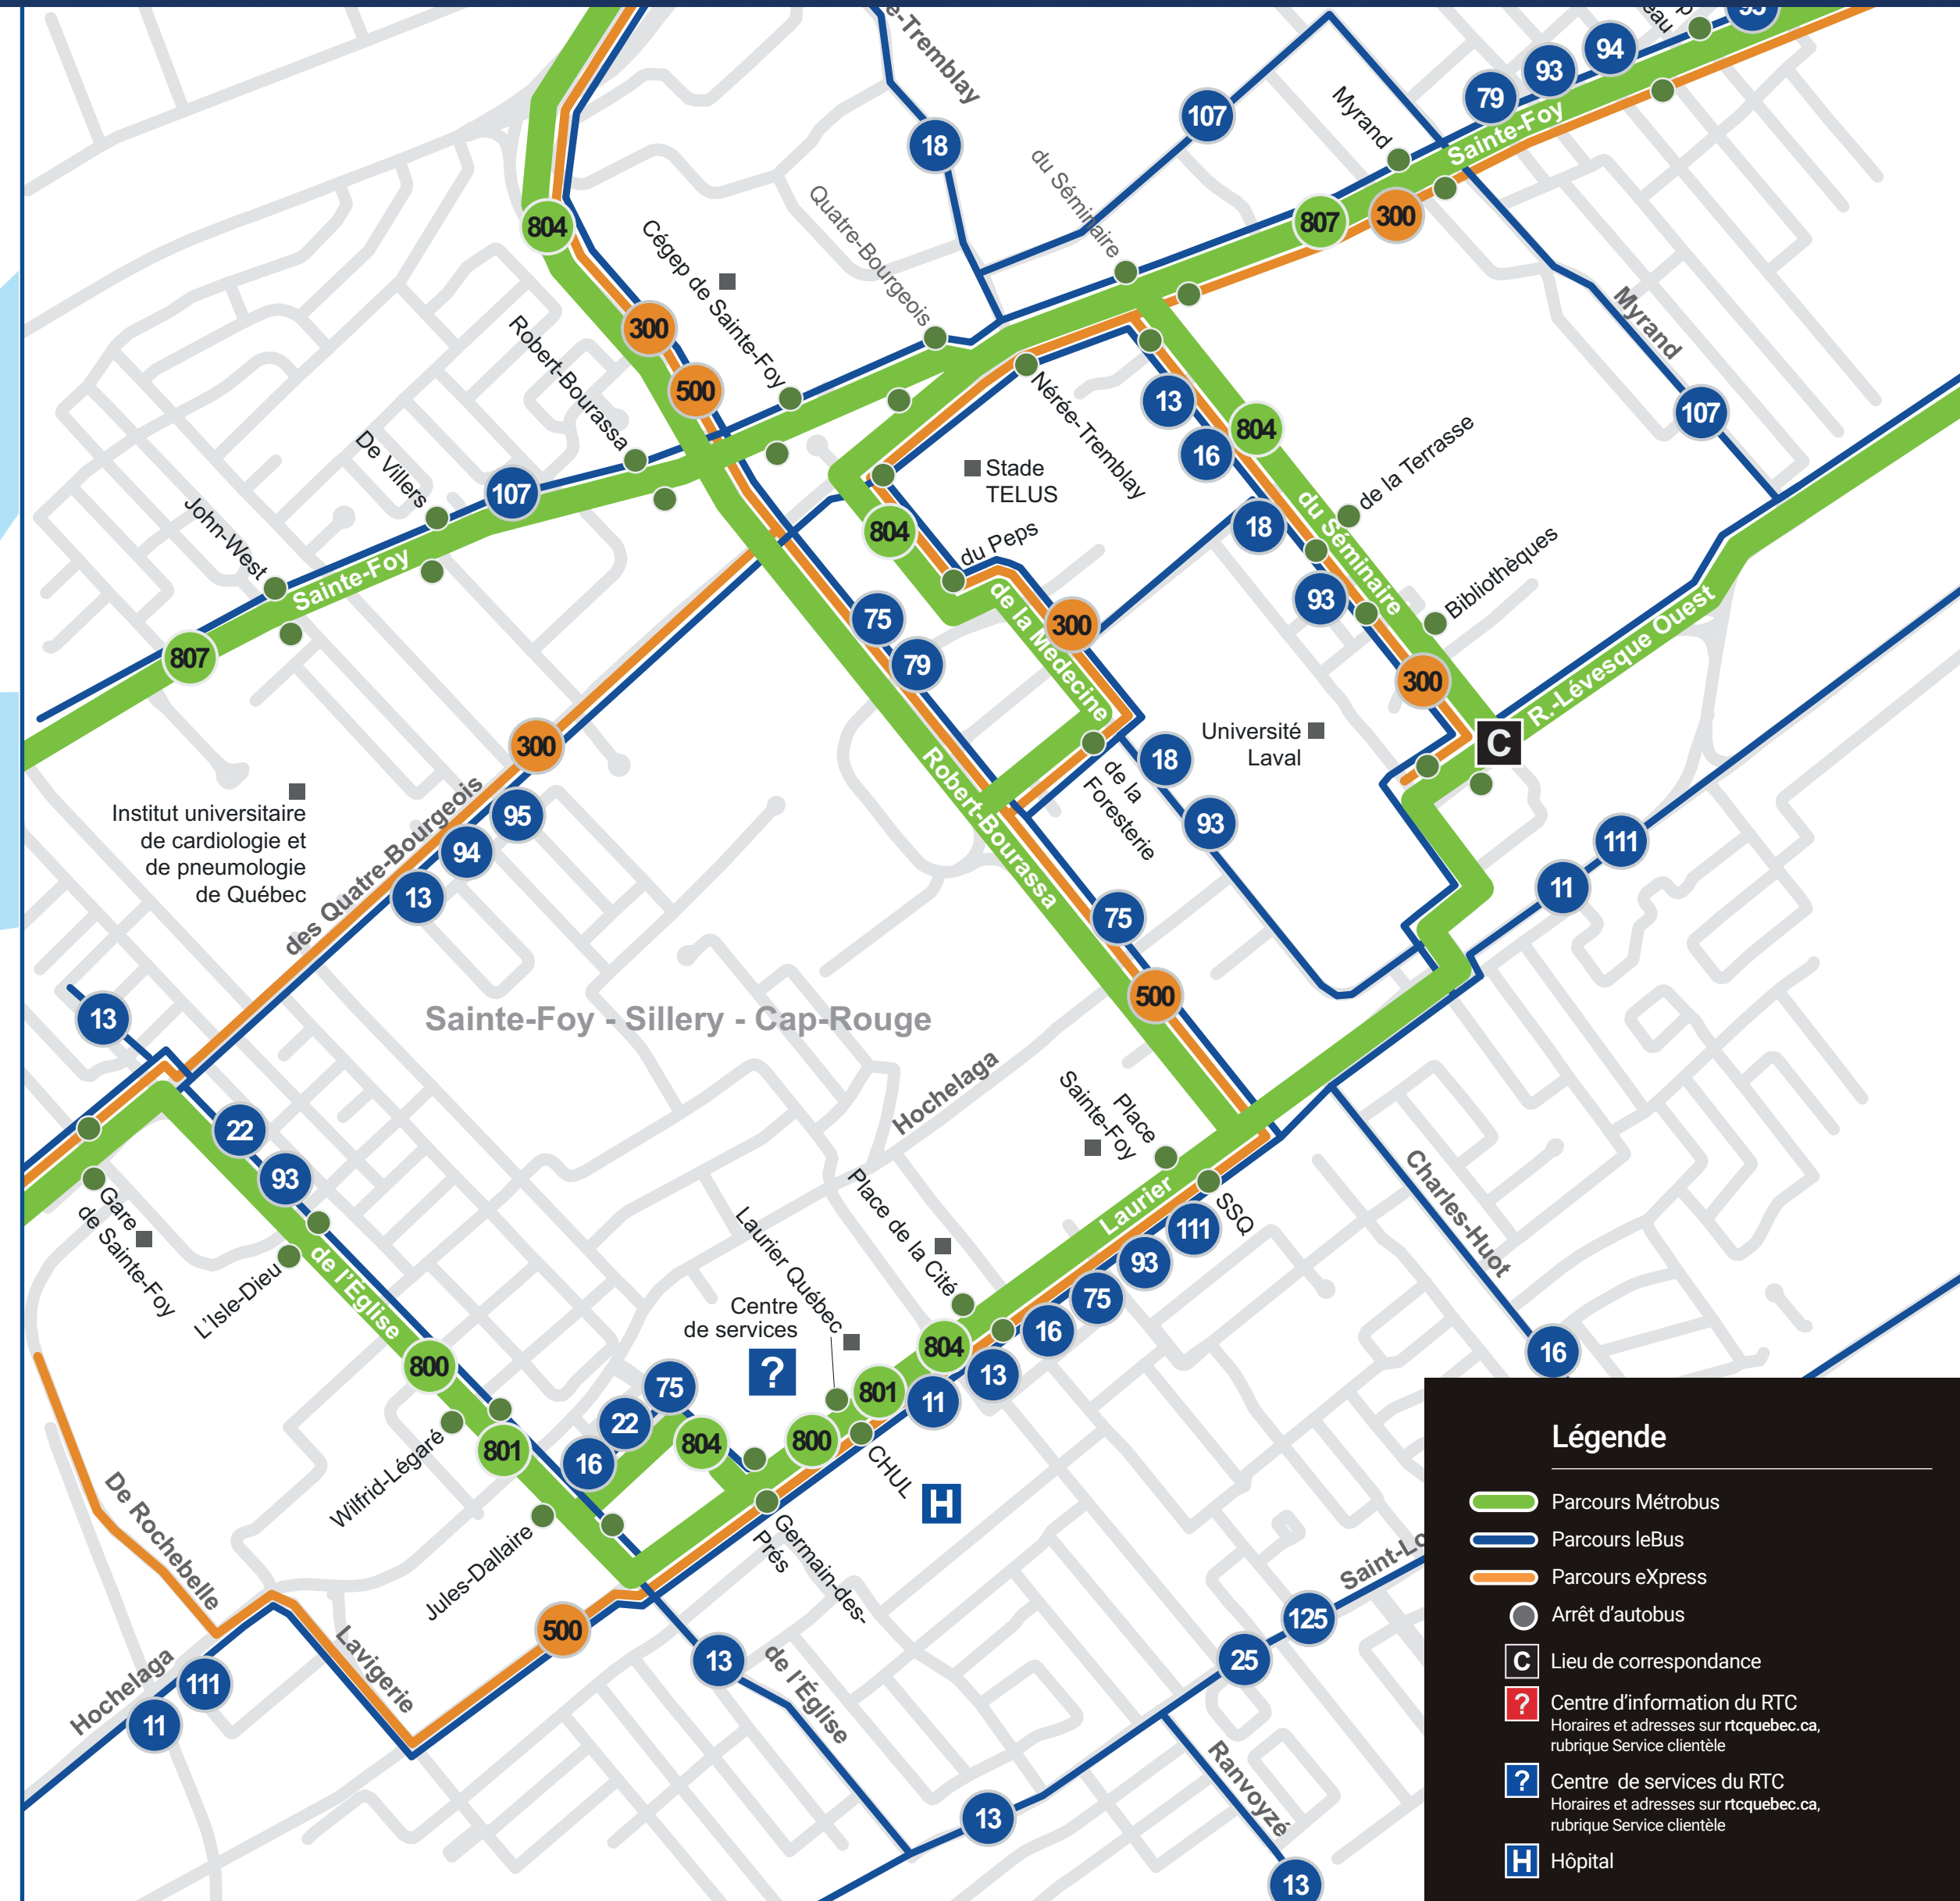 e-Tremblay
18
107
Myrand
79
93
94
95
eau
p
Sainte-Foy
807
300
du Séminaire
Quatre-Bourgeois
Cégep de Sainte-Foy
804
300
500
Robert-Bourassa
De Villers
John-West
107
Sainte-Foy
807
Myrand
107
Nérée-Tremblay
13
16
804
Stade
TELUS
804
du Peps
de la Terrasse
18
du Séminaire
93
Bibliothèques
300
300
de la Médecine
75
79
R.-Lévesque Ouest
C
Université
Laval
18
de la
Foresterie
93
Robert-Bourassa
300
Institut universitaire
de cardiologie et
de pneumologie
de Québec
95
94
13
des Quatre-Bourgeois
111
11
75
500
Sainte-Foy - Sillery - Cap-Rouge
13
22
93
Hochelaga
Place
Sainte-Foy
Charles-Huot
16
Gare
de Sainte-Foy
L'Isle-Dieu
de l'Église
800
801
Wilfrid-Légaré
Jules-Dallaire
Laurier
SSQ
111
93
75
16
13
11
Place de la Cité
Laurier Québec
Centre
de services
?
804
801
800
804
75
22
16
CHUL
H
Germain-des-
Prés
De Rochebelle
Lavigerie
500
Hochelaga
111
11
13
de l'Église
13
Saint-Lo
125
25
Ranvoyzé
13
Légende
Parcours Métrobus
Parcours leBus
Parcours eXpress
Arrêt d'autobus
C Lieu de correspondance
? Centre d'information du RTC
Horaires et adresses sur rtcquebec.ca,
rubrique Service clientèle
? Centre de services du RTC
Horaires et adresses sur rtcquebec.ca,
rubrique Service clientèle
H Hôpital